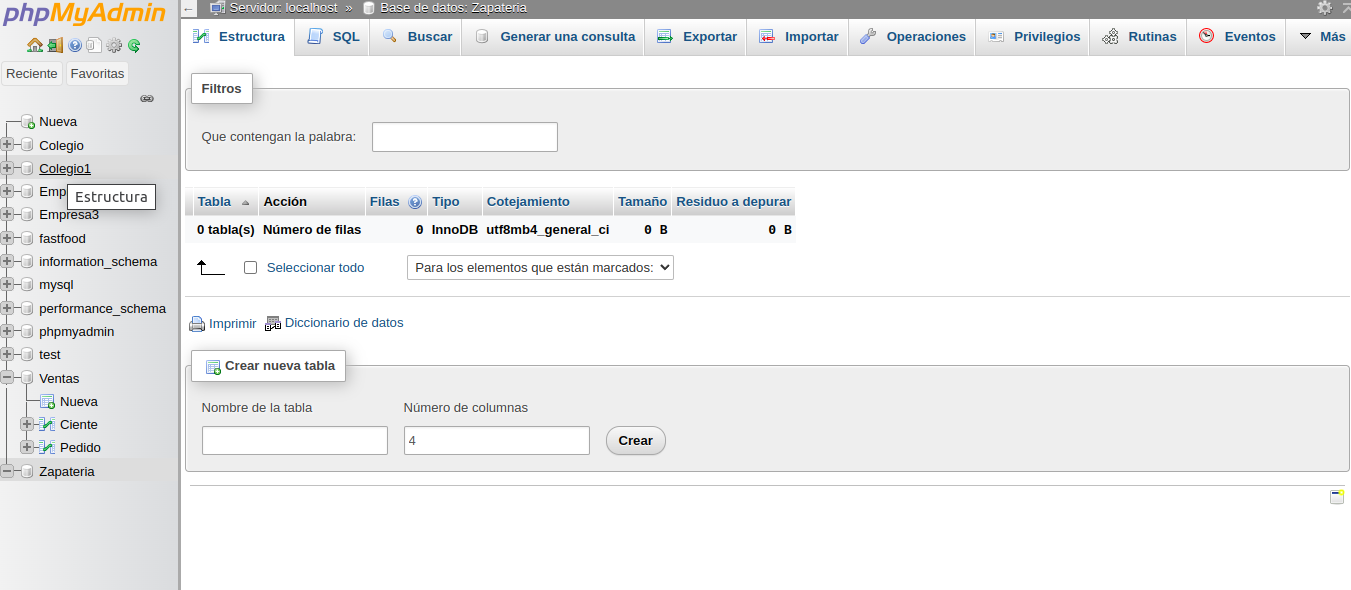 phpMyAdmin
Reciente Favoritas
Nueva
Colegio
Colegio1
Emp
Estructura
Empresa3
fastfood
information_schema
mysql
performance_schema
phpmyadmin
test
Ventas
Nueva
Ciente
Pedido
Zapateria
Servidor: localhost » Base de datos: Zapateria
Estructura SQL Buscar Generar una consulta Exportar Importar Operaciones Privilegios Rutinas Eventos Más
Filtros
Que contengan la palabra:
Tabla Acción Filas Tipo Cotejamiento Tamaño Residuo a depurar
0 tabla(s) Número de filas 0 InnoDB utf8mb4_general_ci 0 B 0 B
Seleccionar todo Para los elementos que están marcados:
Imprimir Diccionario de datos
Crear nueva tabla
Nombre de la tabla Número de columnas
4 Crear